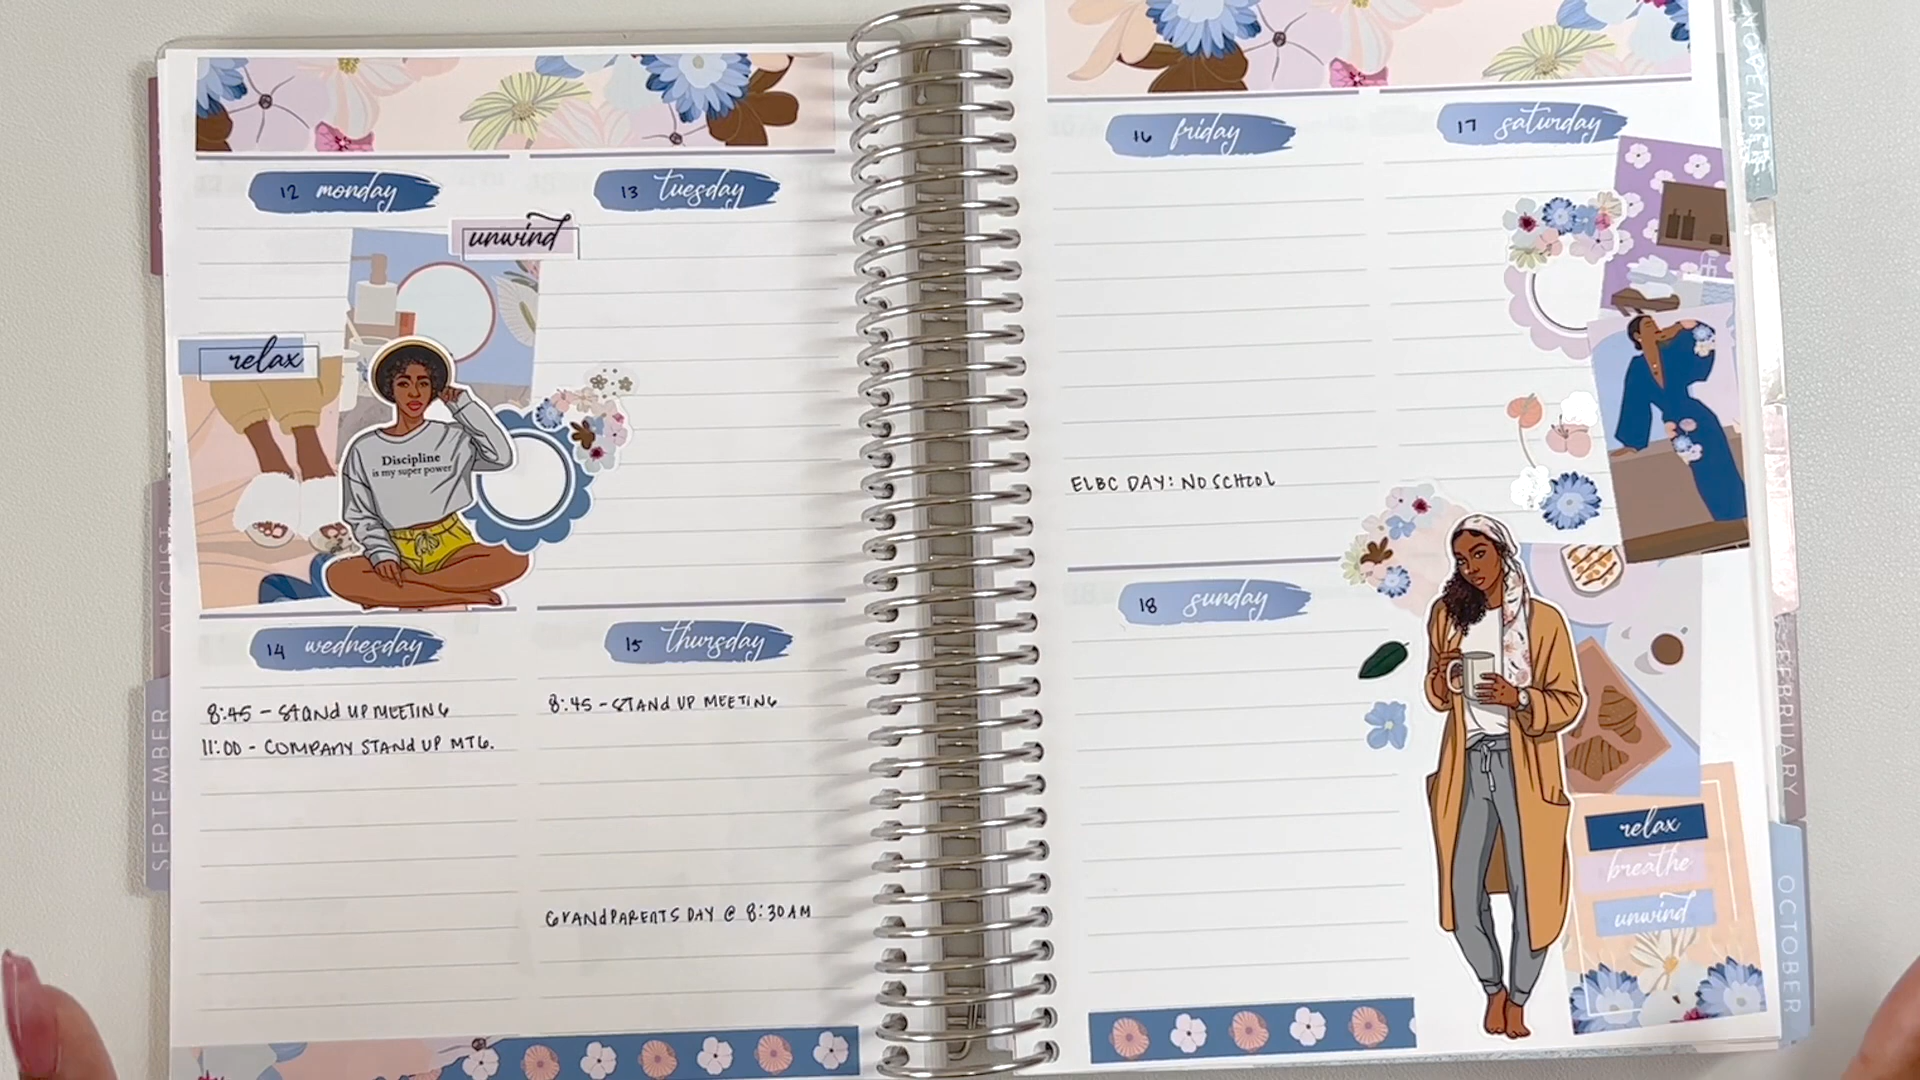 12 monday
13 tuesday
unwind
relax
Discipline
is my super power
14 wednesday
8:45 - STAND UP MEETING
11:00 - COMPANY STAND UP MTG.
15 thursday
8:45 - STAND UP MEETING
GRANDPARENTS DAY @ 8:30 AM
16 friday
ELBC DAY: NO SCHOOL
17 saturday
18 sunday
relax
breathe
unwind
AUGUST
SEPTEMBER
NOVEMBER
FEBRUARY
OCTOBER